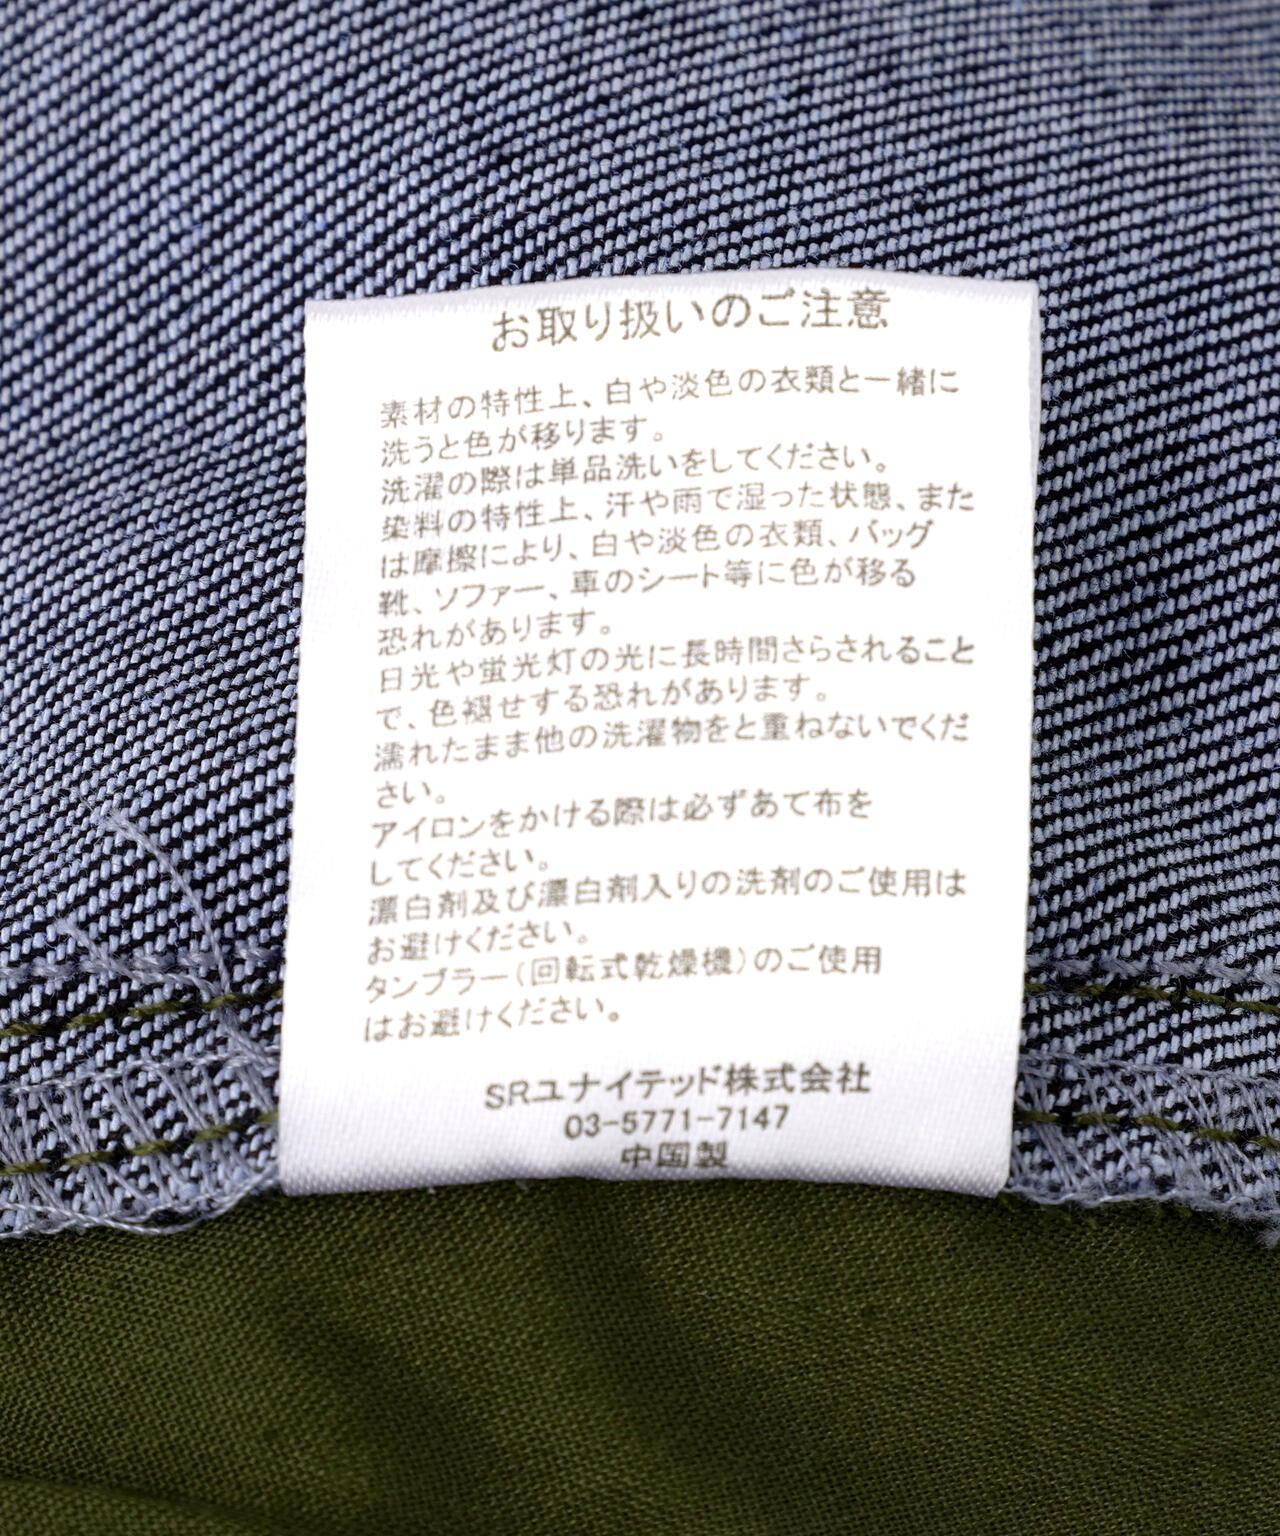 お取り扱いのご注意
素材の特性上、白や淡色の衣類と一緒に
洗うと色が移ります。
洗濯の際は単品洗いをしてください。
染料の特性上、汗や雨で湿った状態、また
は摩擦により、白や淡色の衣類、バッグ
靴、ソファー、車のシート等に色が移る
恐れがあります。
日光や蛍光灯の光に長時間さらされること
で、色褪せする恐れがあります。
濡れたまま他の洗濯物をと重ねないでくだ
さい。
アイロンをかける際は必ずあて布を
してください。
漂白剤及び漂白剤入りの洗剤のご使用は
お避けください。
タンブラー(回転式乾燥機)のご使用
はお避けください。
SRユナイテッド株式会社
03-5771-7147
中国製